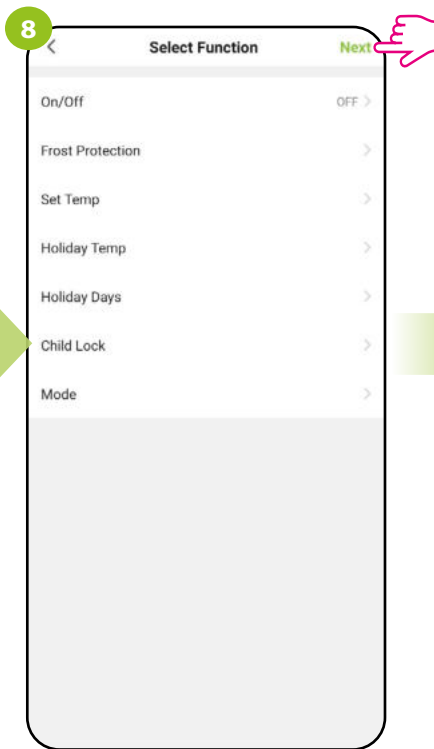 8
Select Function Next
On/Off OFF
Frost Protection
Set Temp
Holiday Temp
Holiday Days
Child Lock
Mode